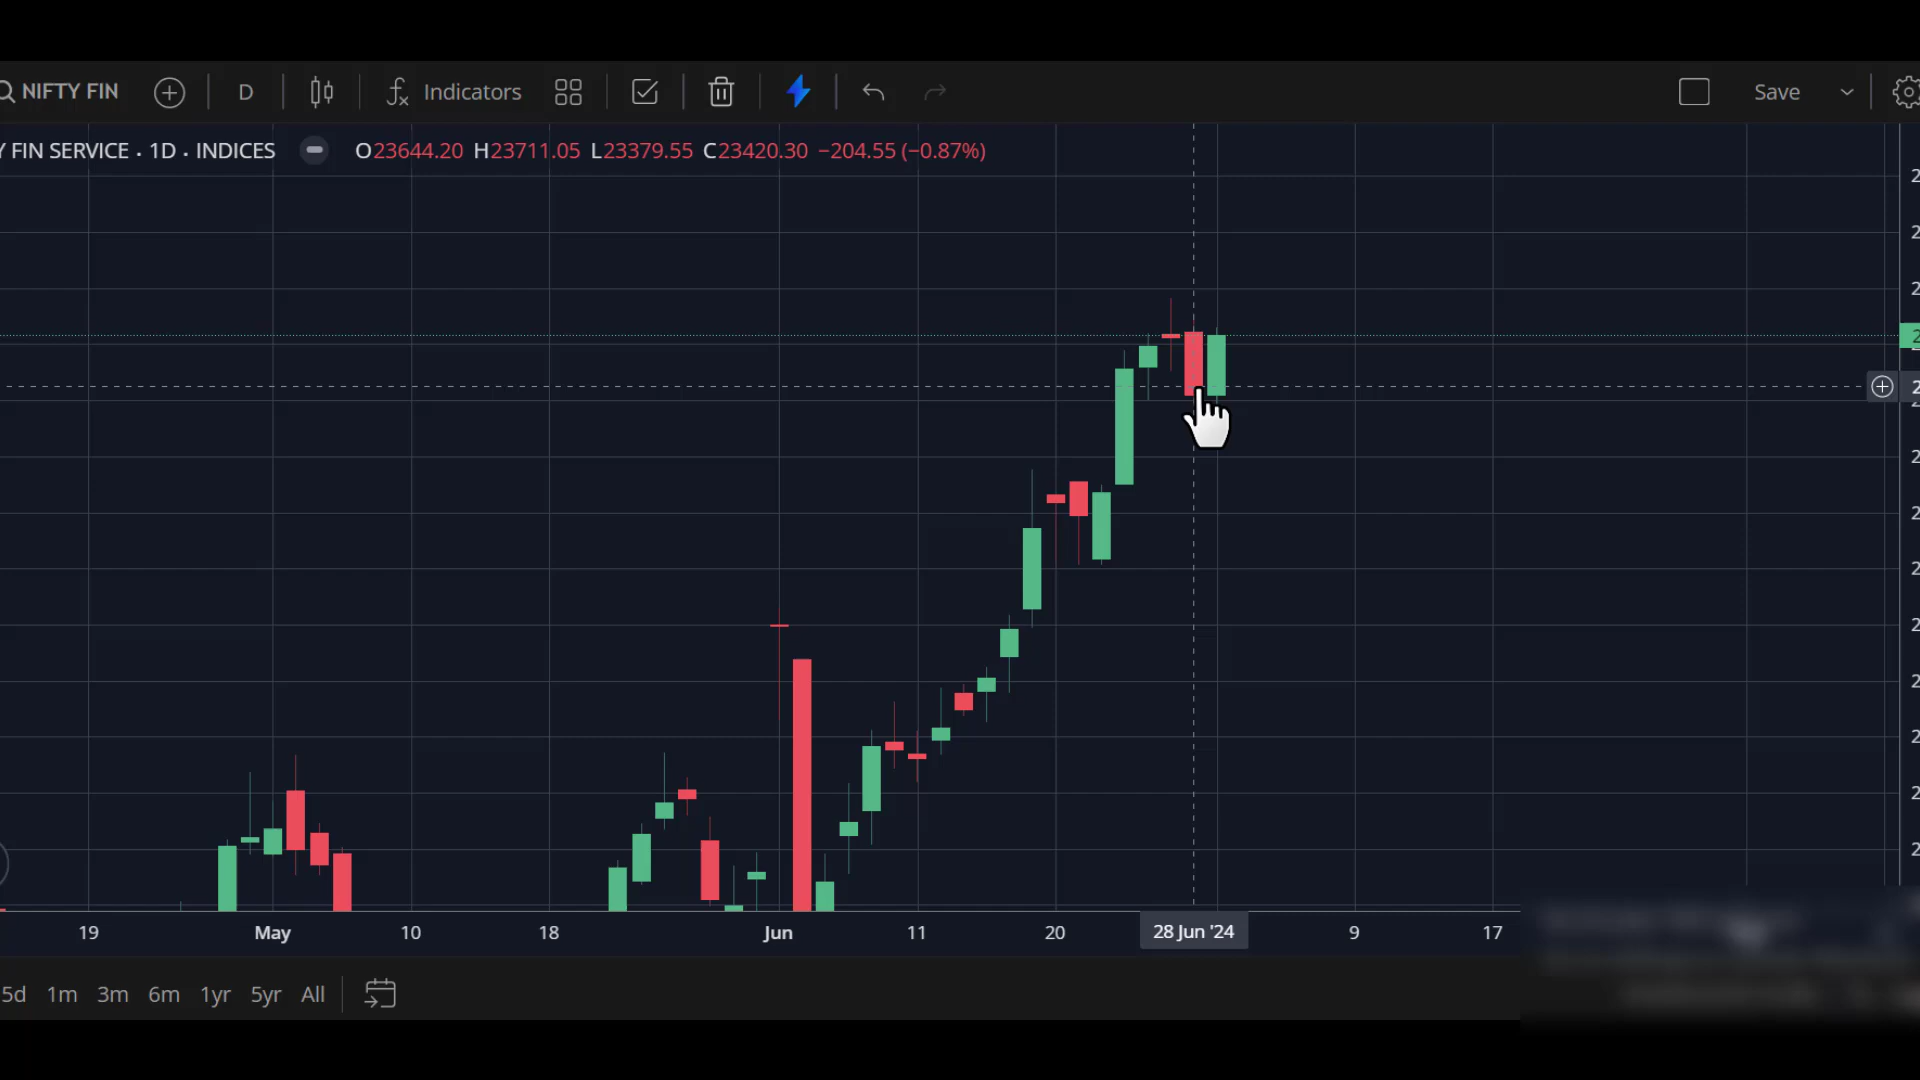 NIFTY FIN D Indicators Save
Y FIN SERVICE · 1D · INDICES O23644.20 H23711.05 L23379.55 C23420.30 −204.55 (−0.87%)
19 May 10 18 Jun 11 20 28 Jun '24 9 17
5d 1m 3m 6m 1yr 5yr All